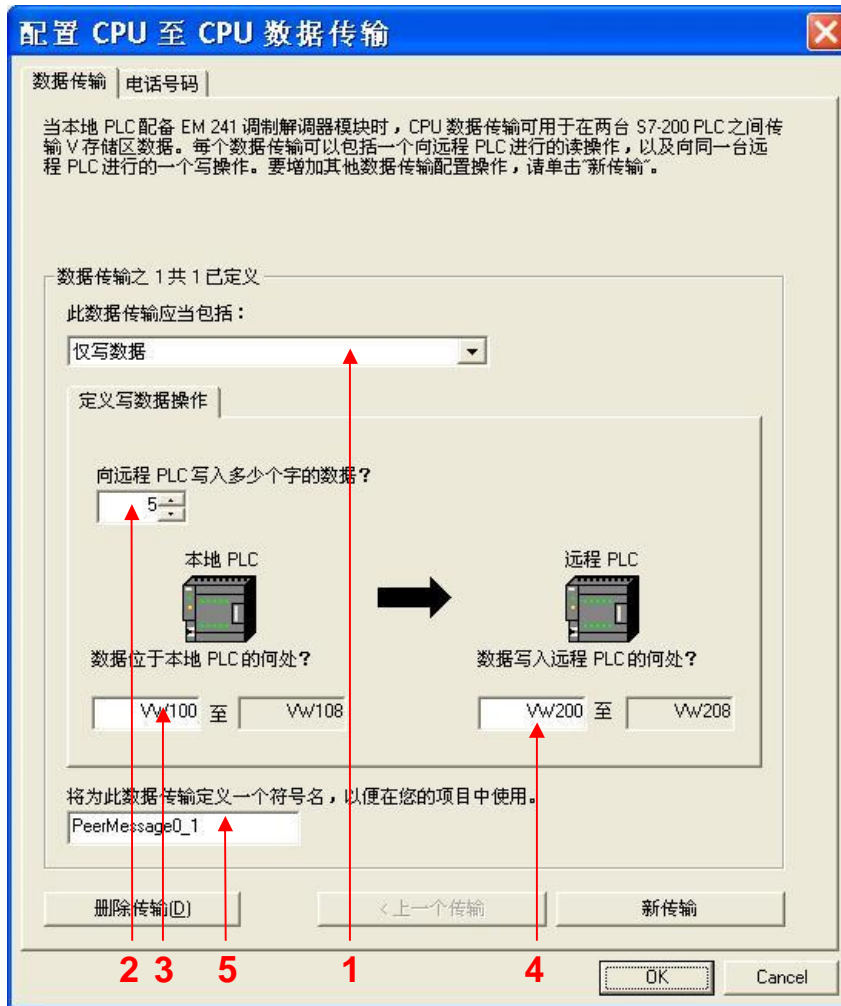 配置 CPU 至 CPU 数据传输
数据传输 电话号码
当本地 PLC 配备 EM 241 调制解调器模块时，CPU 数据传输可用于在两台 S7-200 PLC 之间传
输 V 存储区数据。每个数据传输可以包括一个向远程 PLC 进行的读操作，以及向同一台远
程 PLC 进行的一个写操作。要增加其他数据传输配置操作，请单击“新传输”。
数据传输之 1 共 1 已定义
此数据传输应当包括：
仅写数据
定义写数据操作
向远程 PLC 写入多少个字的数据？
5
本地 PLC 远程 PLC
数据位于本地 PLC 的何处？ 数据写入远程 PLC 的何处？
VW100 至 VW108 VW200 至 VW208
将为此数据传输定义一个符号名，以便在您的项目中使用。
PeerMessage0_1
删除传输(D) <上一个传输 新传输
2 3 5 1 4
OK Cancel